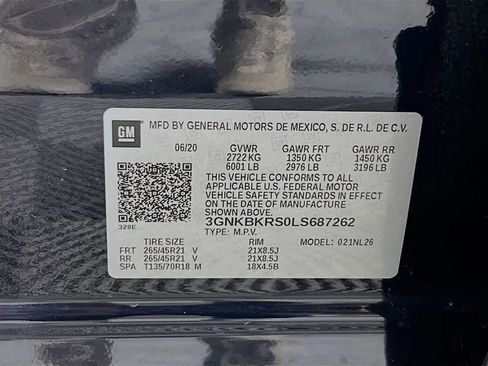 GM
MFD BY GENERAL MOTORS DE MEXICO, S. DE R.L. DE C.V.
06/20 GVWR GAWR FRT GAWR RR
2722 KG 1350 KG 1450 KG
6001 LB 2976 LB 3196 LB
THIS VEHICLE CONFORMS TO ALL
APPLICABLE U.S. FEDERAL MOTOR
VEHICLE SAFETY STANDARDS IN EFFECT
ON THE DATE OF MANUFACTURE SHOWN ABOVE.
3GNKBKRS0LS687262
328E
TYPE: M.P.V.
TIRE SIZE RIM MODEL: 021NL26
FRT 265/45R21 V 21X8.5J
RR 265/45R21 V 21X8.5J
SPA T135/70R18 M 18X4.5B